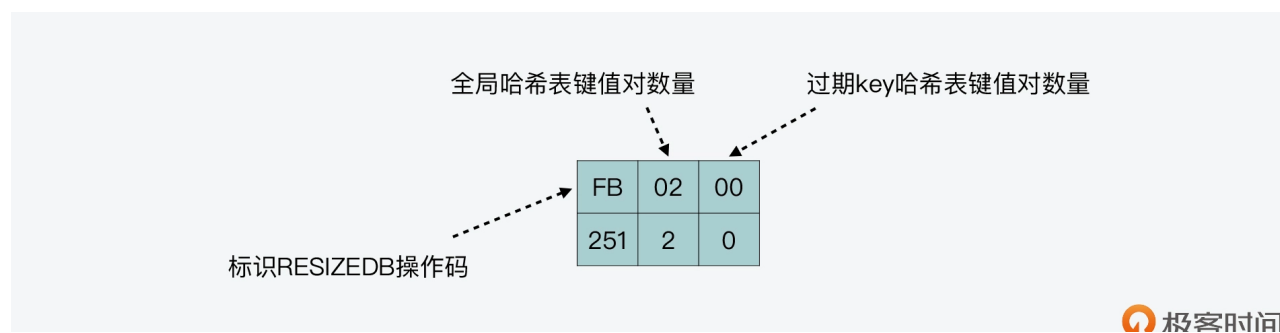 全局哈希表键值对数量
过期key哈希表键值对数量
FB 02 00
251 2 0
标识RESIZEDB操作码
极客时间